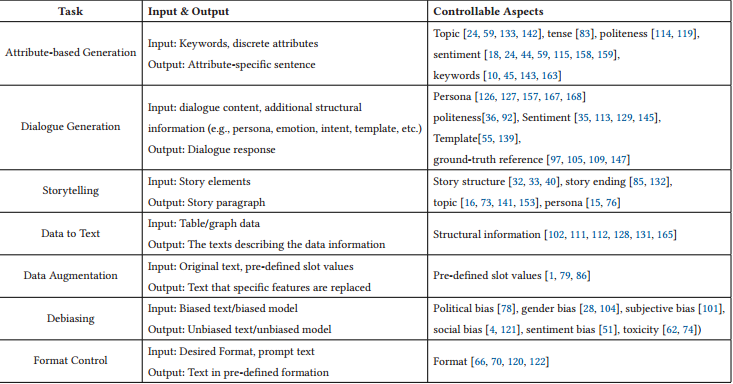 Task Input & Output Controllable Aspects
Attribute-based Generation
Input: Keywords, discrete attributes
Output: Attribute-specific sentence
Topic [24, 59, 133, 142], tense [83], politeness [114, 119],
sentiment [18, 24, 44, 59, 115, 158, 159],
keywords [10, 45, 143, 163]
Dialogue Generation
Input: dialogue content, additional structural
information (e.g., persona, emotion, intent, template, etc.)
Output: Dialogue response
Persona [126, 127, 157, 167, 168]
politeness[36, 92], Sentiment [35, 113, 129, 145],
Template[55, 139],
ground-truth reference [97, 105, 109, 147]
Storytelling
Input: Story elements
Output: Story paragraph
Story structure [32, 33, 40], story ending [85, 132],
topic [16, 73, 141, 153], persona [15, 76]
Data to Text
Input: Table/graph data
Output: The texts describing the data information
Structural information [102, 111, 112, 128, 131, 165]
Data Augmentation
Input: Original text, pre-defined slot values
Output: Text that specific features are replaced
Pre-defined slot values [1, 79, 86]
Debiasing
Input: Biased text/biased model
Output: Unbiased text/unbiased model
Political bias [78], gender bias [28, 104], subjective bias [101],
social bias [4, 121], sentiment bias [51], toxicity [62, 74])
Format Control
Input: Desired Format, prompt text
Output: Text in pre-defined formation
Format [66, 70, 120, 122]